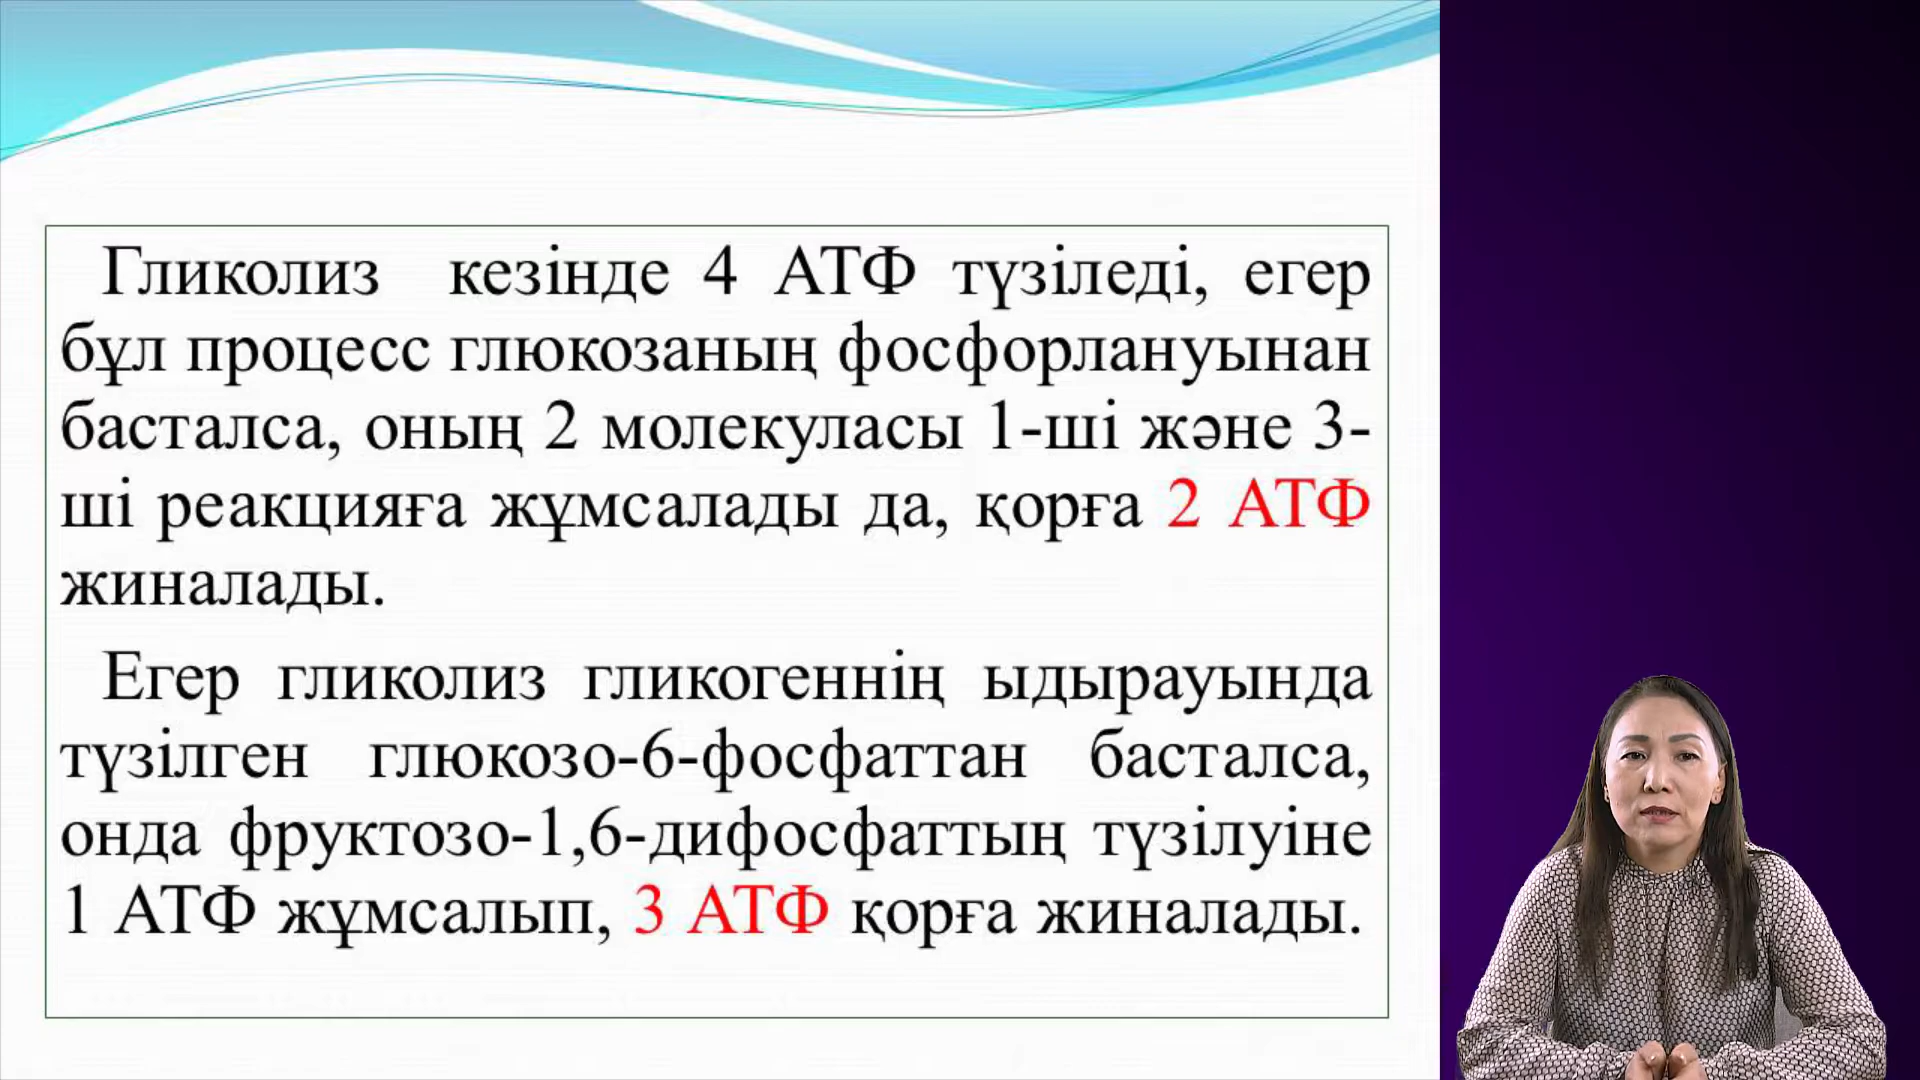 Гликолиз кезінде 4 АТФ түзіледі, егер
бұл процесс глюкозаның фосфорлануынан
басталса, оның 2 молекуласы 1-ші және 3-
ші реакцияға жұмсалады да, қорға 2 АТФ
жиналады.
Егер гликолиз гликогеннің ыдырауында
түзілген глюкозо-6-фосфаттан басталса,
онда фруктозо-1,6-дифосфаттың түзілуіне
1 АТФ жұмсалып, 3 АТФ қорға жиналады.